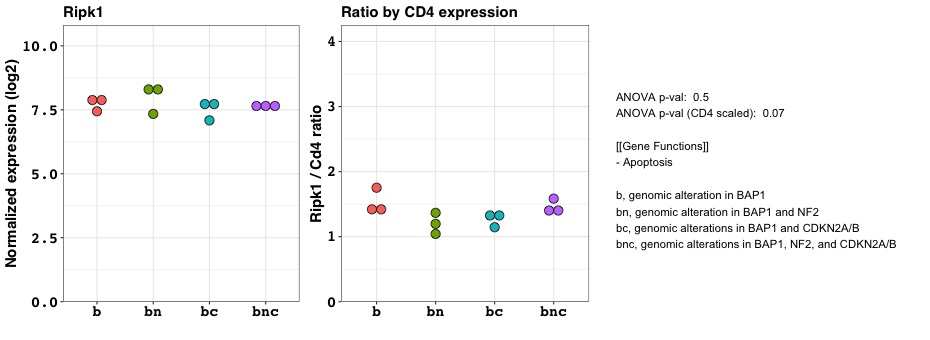 Ripk1
Normalized expression (log2)
10.0
7.5
5.0
2.5
0.0
b
bn
bc
bnc
Ratio by CD4 expression
Ripk1 / Cd4 ratio
4
3
2
1
0
b
bn
bc
bnc
ANOVA p-val:  0.5
ANOVA p-val (CD4 scaled):  0.07
[[Gene Functions]]
- Apoptosis
b, genomic alteration in BAP1
bn, genomic alteration in BAP1 and NF2
bc, genomic alterations in BAP1 and CDKN2A/B
bnc, genomic alterations in BAP1, NF2, and CDKN2A/B